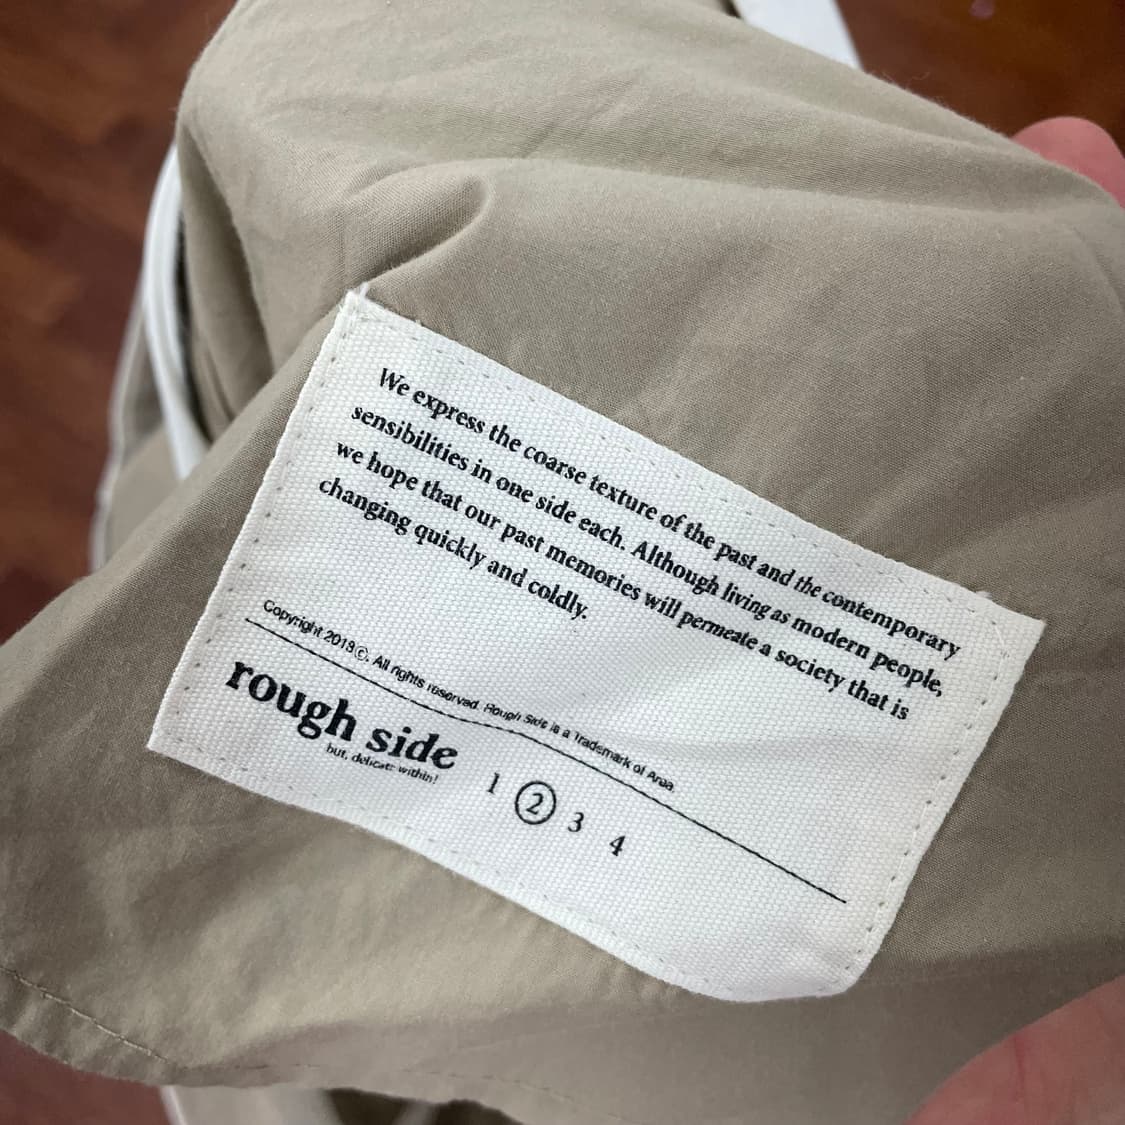 We express the coarse texture of the past and the contemporary
sensibilities in one side each. Although living as modern people,
we hope that our past memories will permeate a society that is
changing quickly and coldly.
Copyright 2019©. All rights reserved. Rough Side is a Trademark of Araa.
rough side
but, delicate within!
1 2 3 4